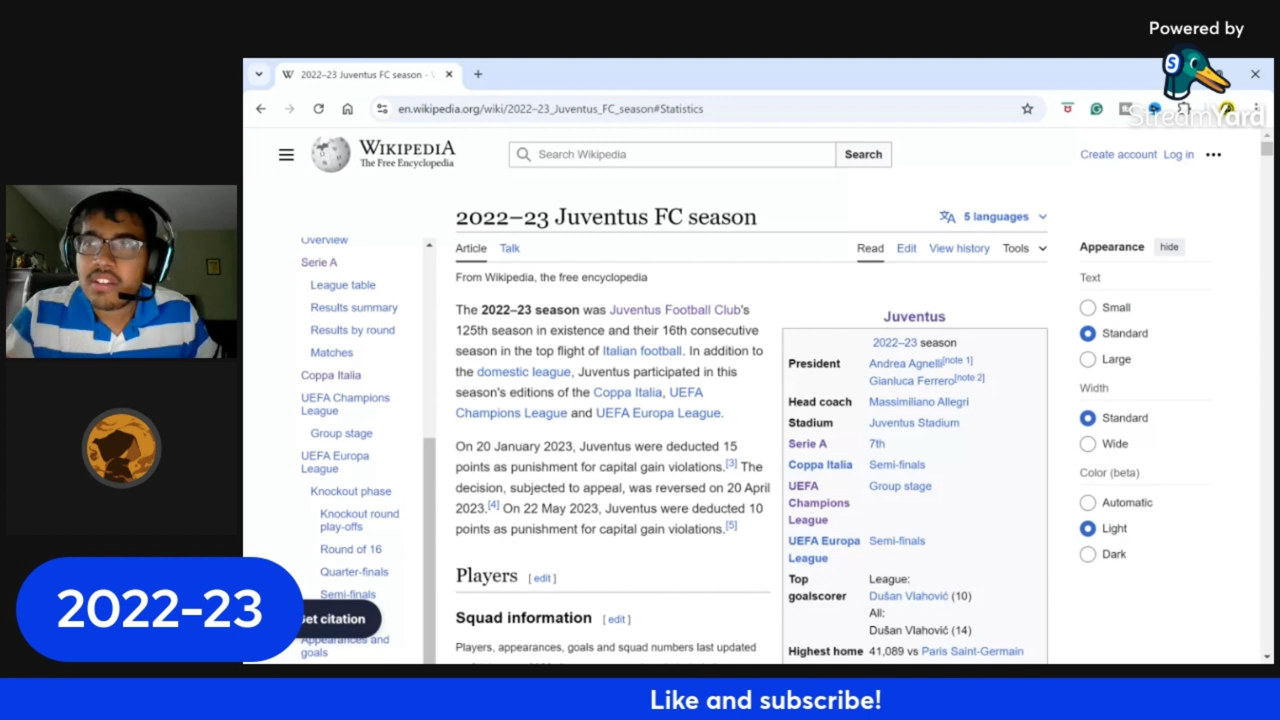 Powered by
StreamYard
2022–23 Juventus FC season -
en.wikipedia.org/wiki/2022–23_Juventus_FC_season#Statistics
WIKIPEDIA
The Free Encyclopedia
Search Wikipedia
Search
Create account Log in
2022–23 Juventus FC season
5 languages
Article Talk
Read Edit View history Tools
From Wikipedia, the free encyclopedia
Overview
Serie A
League table
Results summary
Results by round
Matches
Coppa Italia
UEFA Champions
League
Group stage
UEFA Europa
League
Knockout phase
Knockout round
play-offs
Round of 16
Quarter-finals
Semi-finals
Get citation
Appearances and
goals
The 2022–23 season was Juventus Football Club's
125th season in existence and their 16th consecutive
season in the top flight of Italian football. In addition to
the domestic league, Juventus participated in this
season's editions of the Coppa Italia, UEFA
Champions League and UEFA Europa League.
On 20 January 2023, Juventus were deducted 15
points as punishment for capital gain violations.[3] The
decision, subjected to appeal, was reversed on 20 April
2023.[4] On 22 May 2023, Juventus were deducted 10
points as punishment for capital gain violations.[5]
Players [ edit ]
Squad information [ edit ]
Players, appearances, goals and squad numbers last updated
Juventus
2022–23 season
President Andrea Agnelli[note 1]
Gianluca Ferrero[note 2]
Head coach Massimiliano Allegri
Stadium Juventus Stadium
Serie A 7th
Coppa Italia Semi-finals
UEFA Group stage
Champions
League
UEFA Europa Semi-finals
League
Top League:
goalscorer Dušan Vlahović (10)
All:
Dušan Vlahović (14)
Highest home 41,089 vs Paris Saint-Germain
Appearance hide
Text
Small
Standard
Large
Width
Standard
Wide
Color (beta)
Automatic
Light
Dark
2022-23
Like and subscribe!